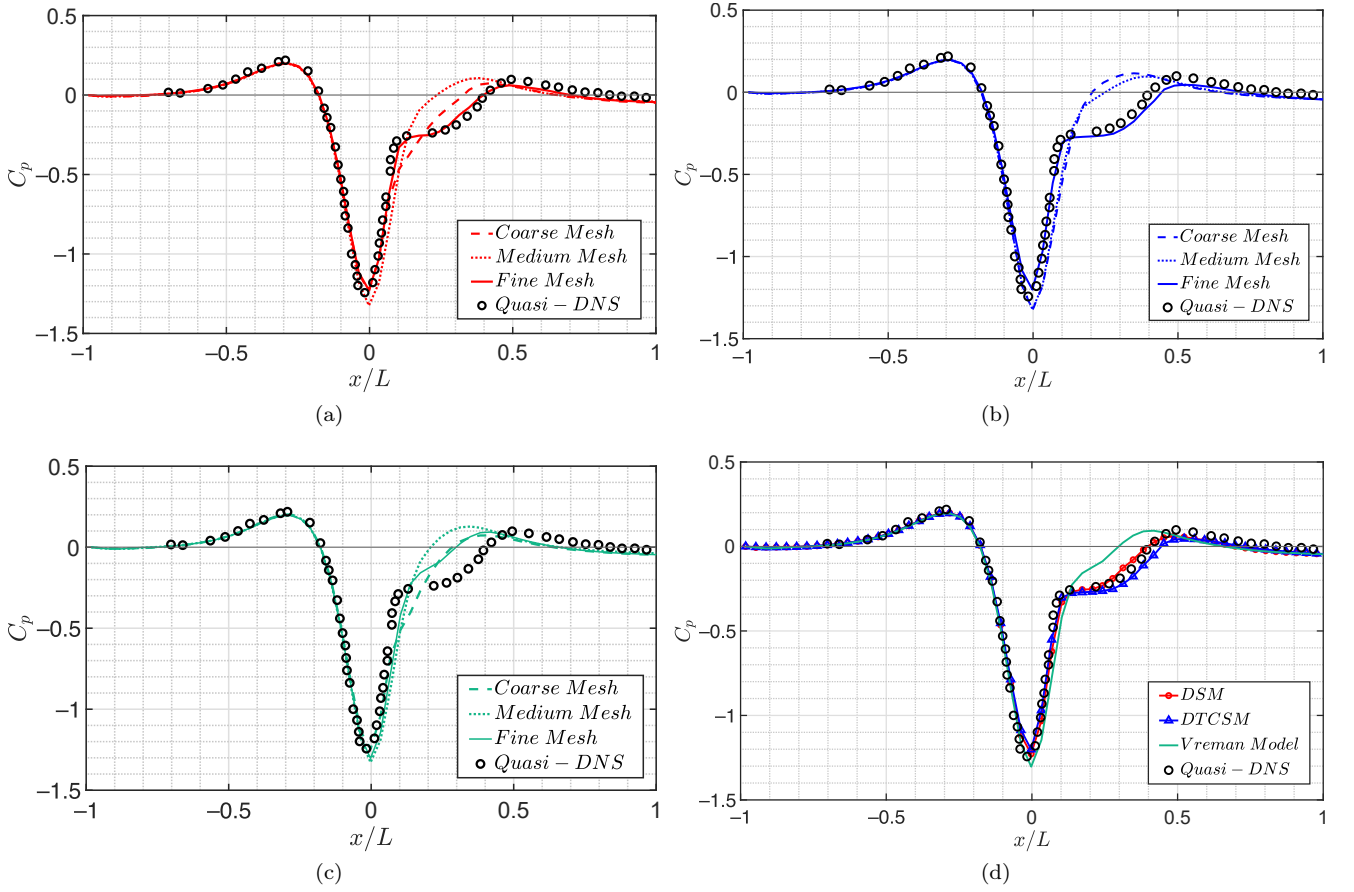 0.5
0
−0.5
−1
−1.5
C_p
−1 −0.5 0 0.5 1
x/L
Coarse Mesh
Medium Mesh
Fine Mesh
Quasi − DNS
(a)
0.5
0
−0.5
−1
−1.5
C_p
−1 −0.5 0 0.5 1
x/L
Coarse Mesh
Medium Mesh
Fine Mesh
Quasi − DNS
(b)
0.5
0
−0.5
−1
−1.5
C_p
−1 −0.5 0 0.5 1
x/L
Coarse Mesh
Medium Mesh
Fine Mesh
Quasi − DNS
(c)
0.5
0
−0.5
−1
−1.5
C_p
−1 −0.5 0 0.5 1
x/L
DSM
DTCSM
Vreman Model
Quasi − DNS
(d)